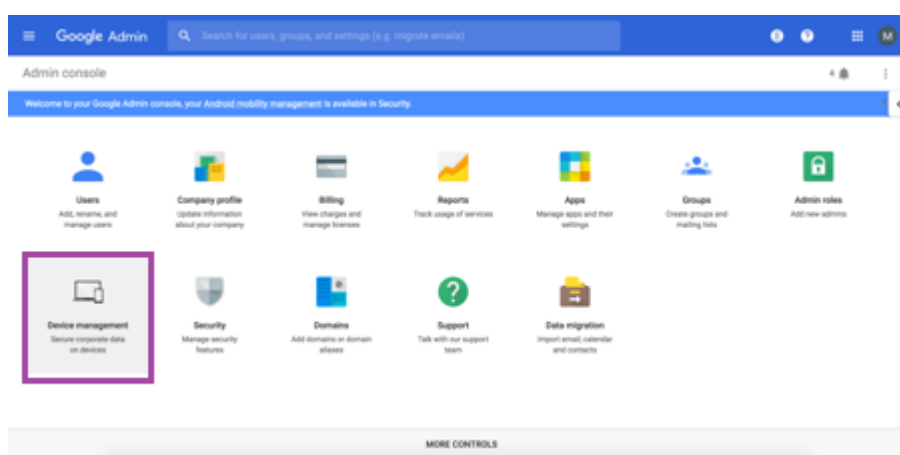 Google Admin
Search for users, groups, and settings (e.g. migrate emails)
M
Admin console
4
Welcome to your Google Admin console, your Android mobility management is available in Security.
Users
Add, rename, and
manage users
Company profile
Update information
about your company
Billing
View charges and
manage licenses
Reports
Track usage of services
Apps
Manage apps and their
settings
Groups
Create groups and
mailing lists
Admin roles
Add new admins
Device management
Secure corporate data
on devices
Security
Manage security
features
Domains
Add domains or domain
aliases
?
Support
Talk with our support
team
Data migration
Import email, calendar
and contacts
MORE CONTROLS